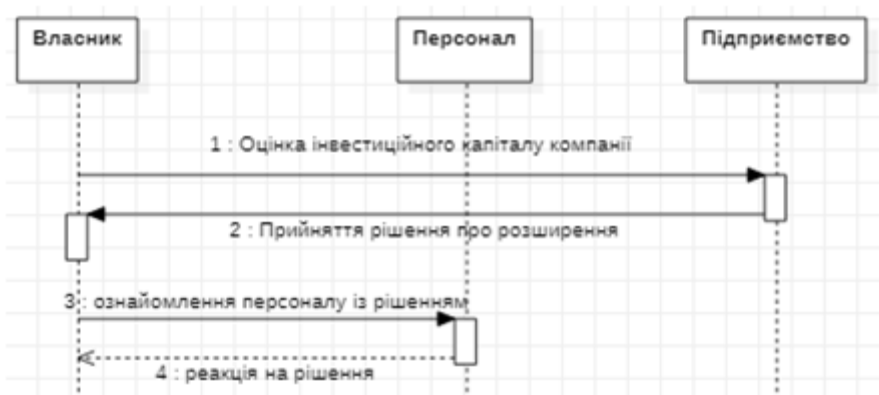 Власник
Персонал
Підприємство
1 : Оцінка інвестиційного капіталу компанії
2 : Прийняття рішення про розширення
3 : ознайомлення персоналу із рішенням
4 : реакція на рішення